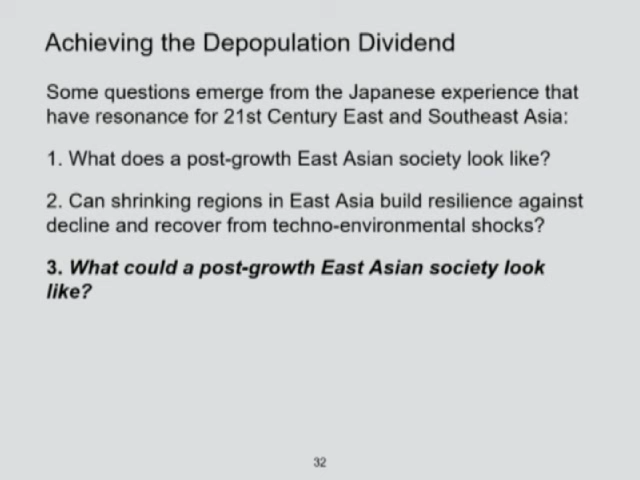 Achieving the Depopulation Dividend
Some questions emerge from the Japanese experience that
have resonance for 21st Century East and Southeast Asia:
1. What does a post-growth East Asian society look like?
2. Can shrinking regions in East Asia build resilience against
decline and recover from techno-environmental shocks?
3. What could a post-growth East Asian society look
like?
32